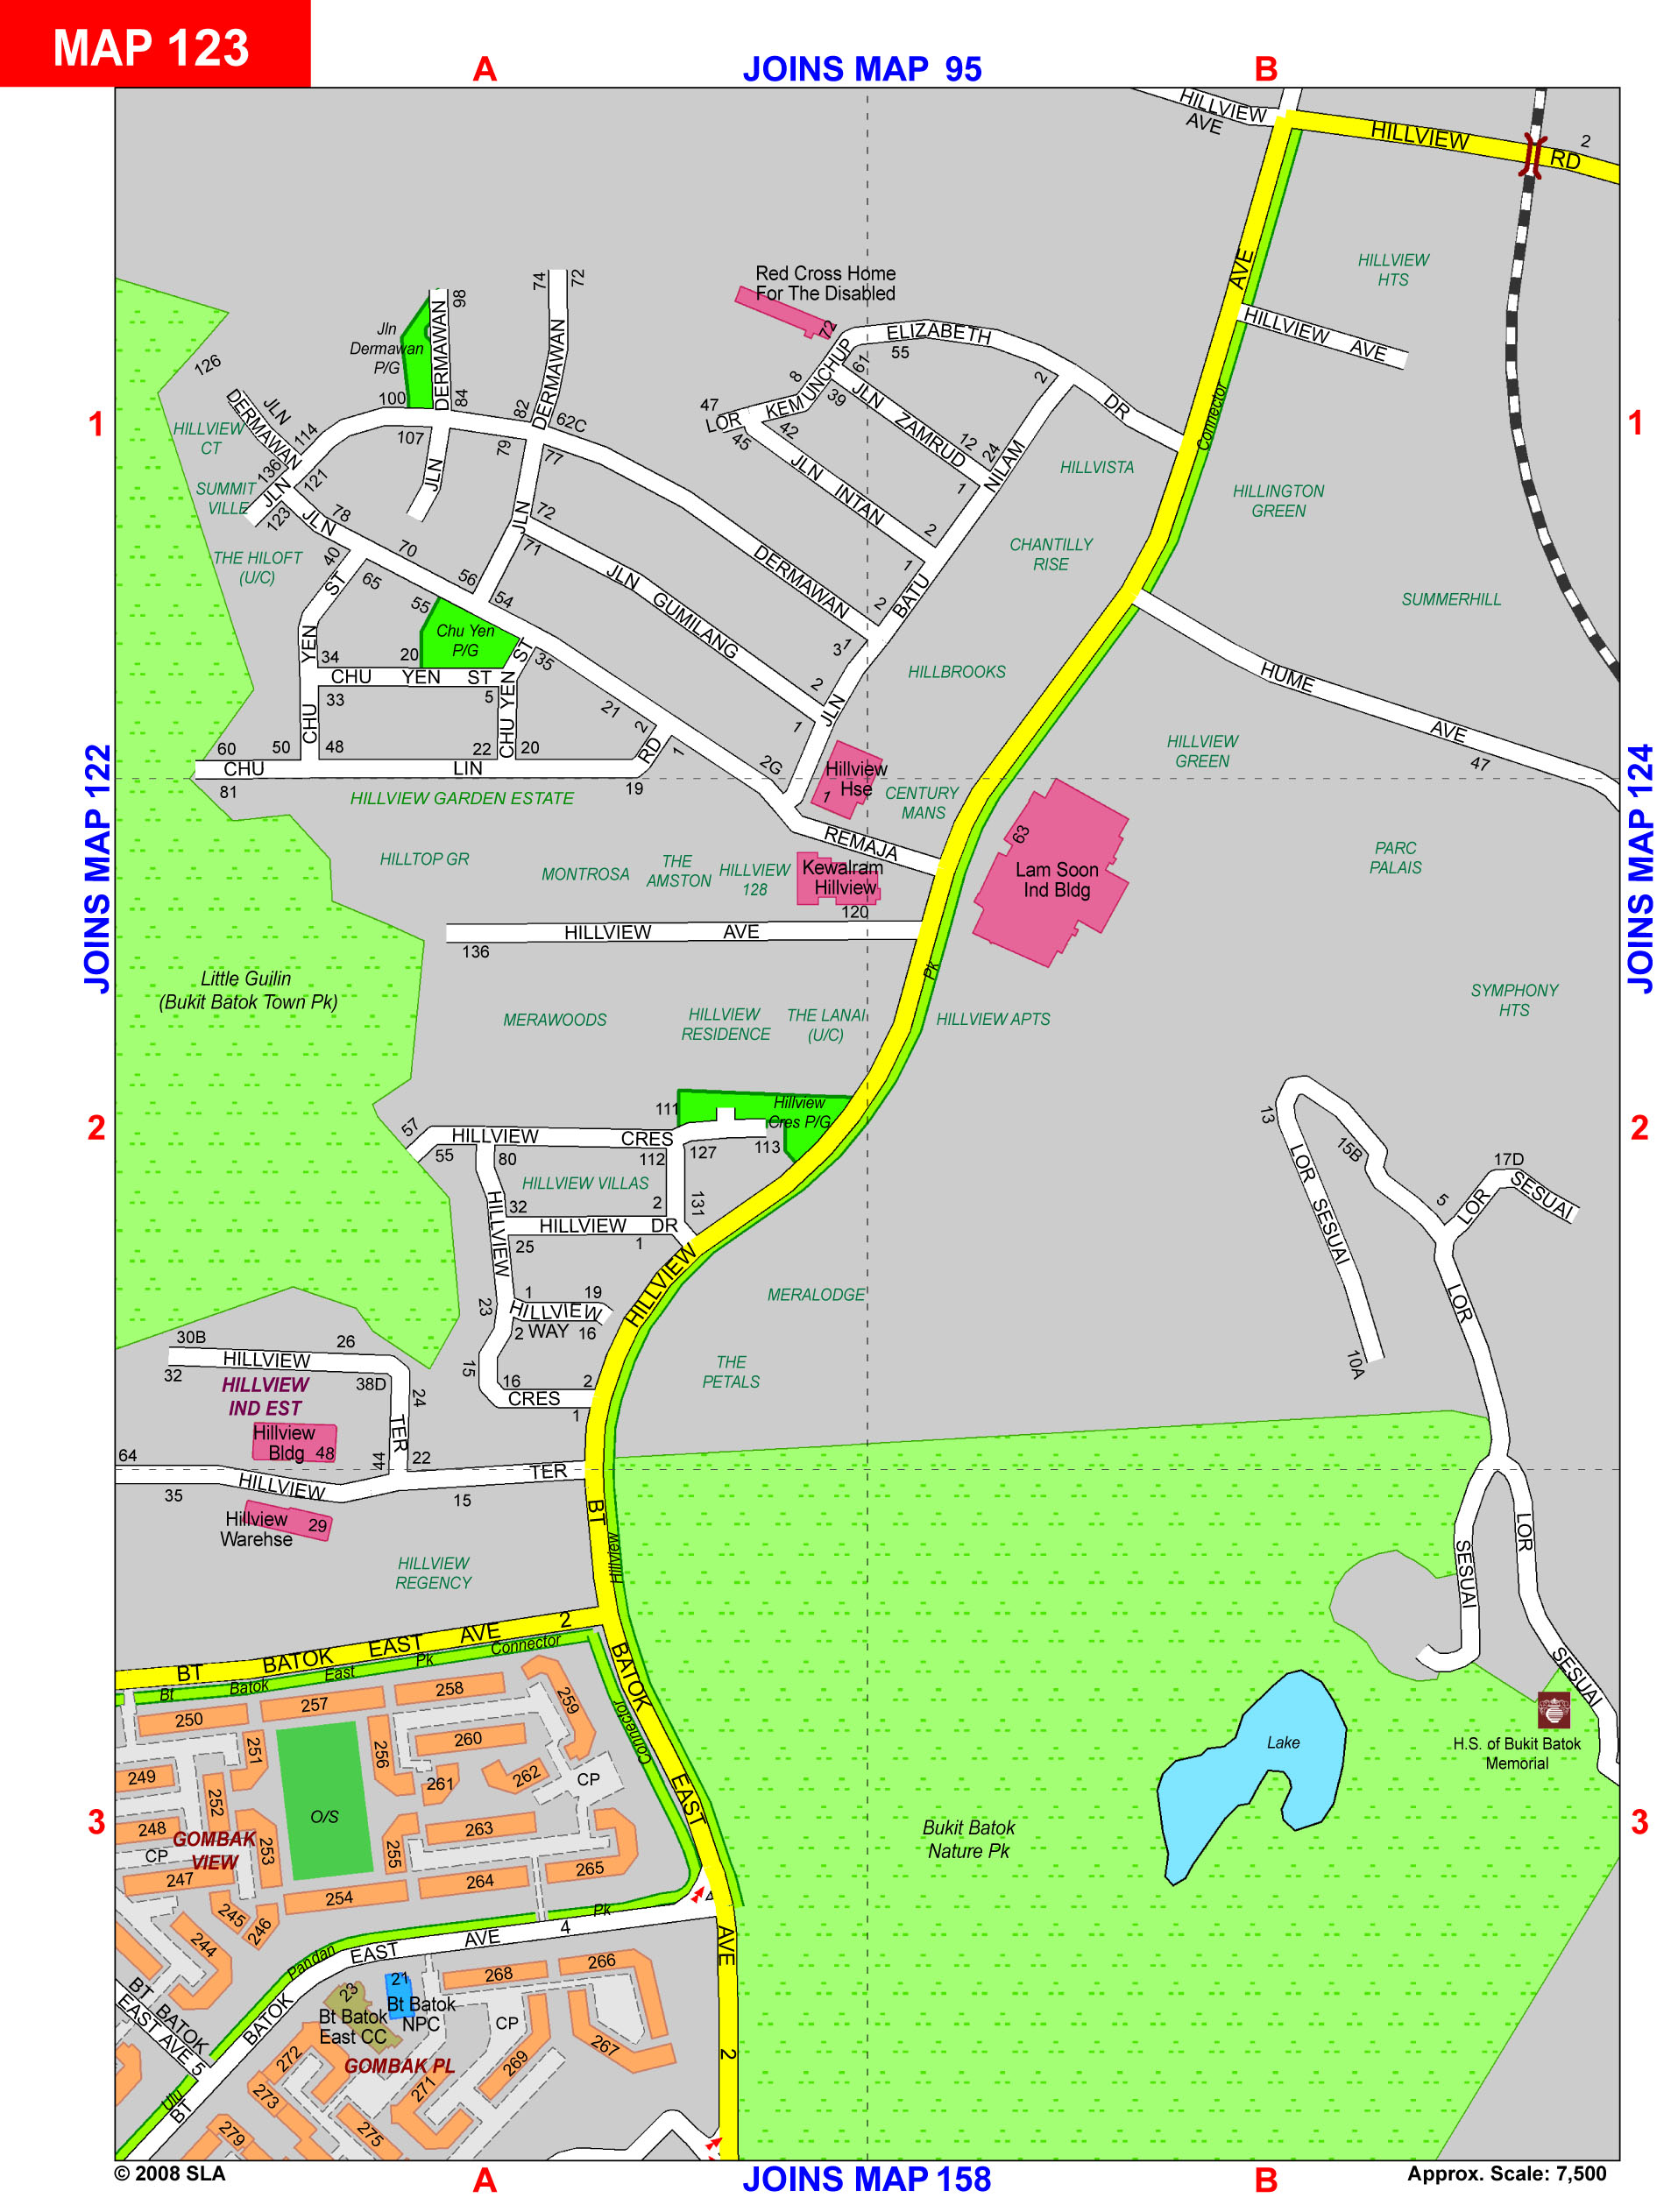 MAP 123
A
JOINS MAP 95
B
HILLVIEW
AVE
HILLVIEW
RD
2
HILLVIEW
HTS
AVE
HILLVIEW AVE
Connector
Red Cross Home
For The Disabled
72
ELIZABETH
55
DR
2
61
8
KEM UNCHUP
LOR
47
45
42
39
JLN ZAMRUD
12
24
1
NILAM
JLN INTAN
2
1
BATU
74
72
98
Jln
Dermawan
P/G
DERMAWAN
DERMAWAN
84
82
62C
100
107
79
77
126
JLN
DERMAWAN
114
136
121
JLN
123
HILLVIEW
CT
SUMMIT
VILLE
THE HILOFT
(U/C)
JLN
JLN
78
JLN
72
71
70
40
65
56
54
55
DERMAWAN
2
31
JLN GUMILANG
2
1
JLN
1
1
HILLVISTA
HILLINGTON
GREEN
CHANTILLY
RISE
SUMMERHILL
HILLBROOKS
HUME
AVE
47
HILLVIEW
GREEN
Chu Yen
P/G
ST
YEN
CHU
34
20
CHU YEN ST
33
5
ST
CHU YEN
35
21
2
1
RD
2G
60
50
48
22
20
CHU
LIN
81
19
JOINS MAP 122
JOINS MAP 124
HILLVIEW GARDEN ESTATE
Hillview
Hse
1
CENTURY
MANS
REMAJA
63
Lam Soon
Ind Bldg
PARC
PALAIS
HILLTOP GR
MONTROSA
THE
AMSTON
HILLVIEW
128
Kewalram
Hillview
120
HILLVIEW AVE
136
Pk
Little Guilin
(Bukit Batok Town Pk)
MERAWOODS
HILLVIEW
RESIDENCE
THE LANAI
(U/C)
HILLVIEW APTS
SYMPHONY
HTS
2
2
111
Hillview
Cres P/G
57
HILLVIEW CRES
55
80
112
127
113
HILLVIEW VILLAS
32
2
131
HILLVIEW DR
25
1
HILLVIEW
23
1
19
HILLVIEW
WAY
2
16
15
16
2
CRES
1
HILLVIEW
MERALODGE
THE
PETALS
13
LOR SESUAI
10A
15B
5
17D
LOR
SESUAI
LOR
30B
26
HILLVIEW
32
38D
24
HILLVIEW
IND EST
TER
Hillview
Bldg
48
44
22
64
HILLVIEW
TER
35
15
Hillview
Warehse
29
HILLVIEW
REGENCY
BT
Hillview
SESUAI
LOR
SESUAI
H.S. of Bukit Batok
Memorial
BT BATOK EAST AVE 2
Bt Batok East Pk Connector
BATOK
EAST
AVE
2
Connector
250
257
258
259
251
256
260
249
252
261
262
CP
O/S
248
GOMBAK
VIEW
253
255
263
CP
247
254
264
265
245
246
244
Lake
Bukit Batok
Nature Pk
3
3
1
1
Pk
4
EAST AVE 4
Pandan
BATOK
BT BATOK
EAST AVE 5
Ulu
BT
23
Bt Batok
East CC
21
Bt Batok
NPC
GOMBAK PL
268
266
CP
267
269
271
272
273
275
279
© 2008 SLA
A
JOINS MAP 158
B
Approx. Scale: 7,500